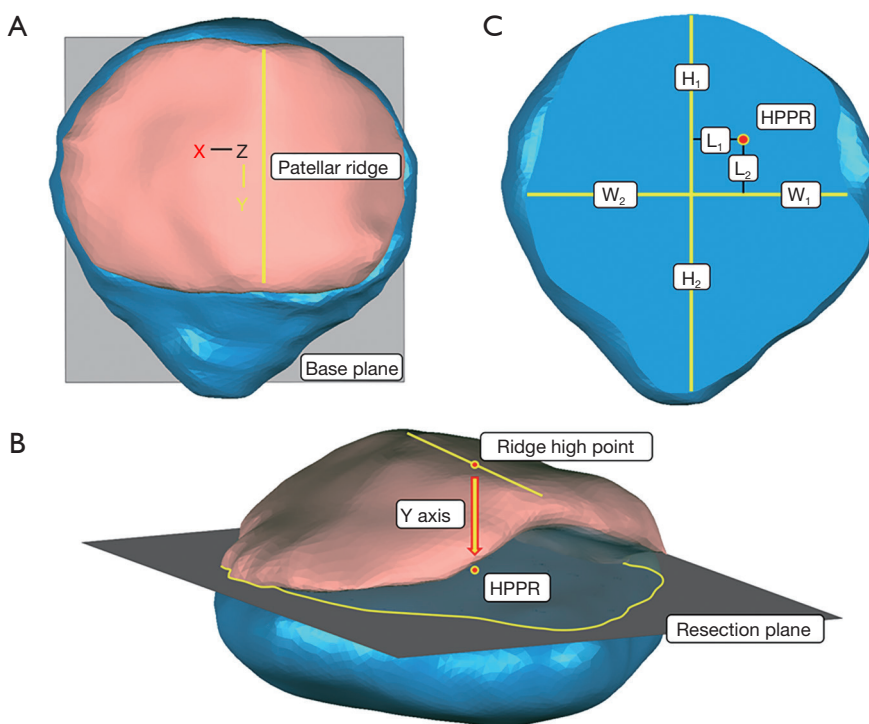 A
X
Z
Y
Patellar ridge
Base plane
C
H₁
HPPR
L₁
L₂
W₂
W₁
H₂
B
Ridge high point
Y axis
HPPR
Resection plane